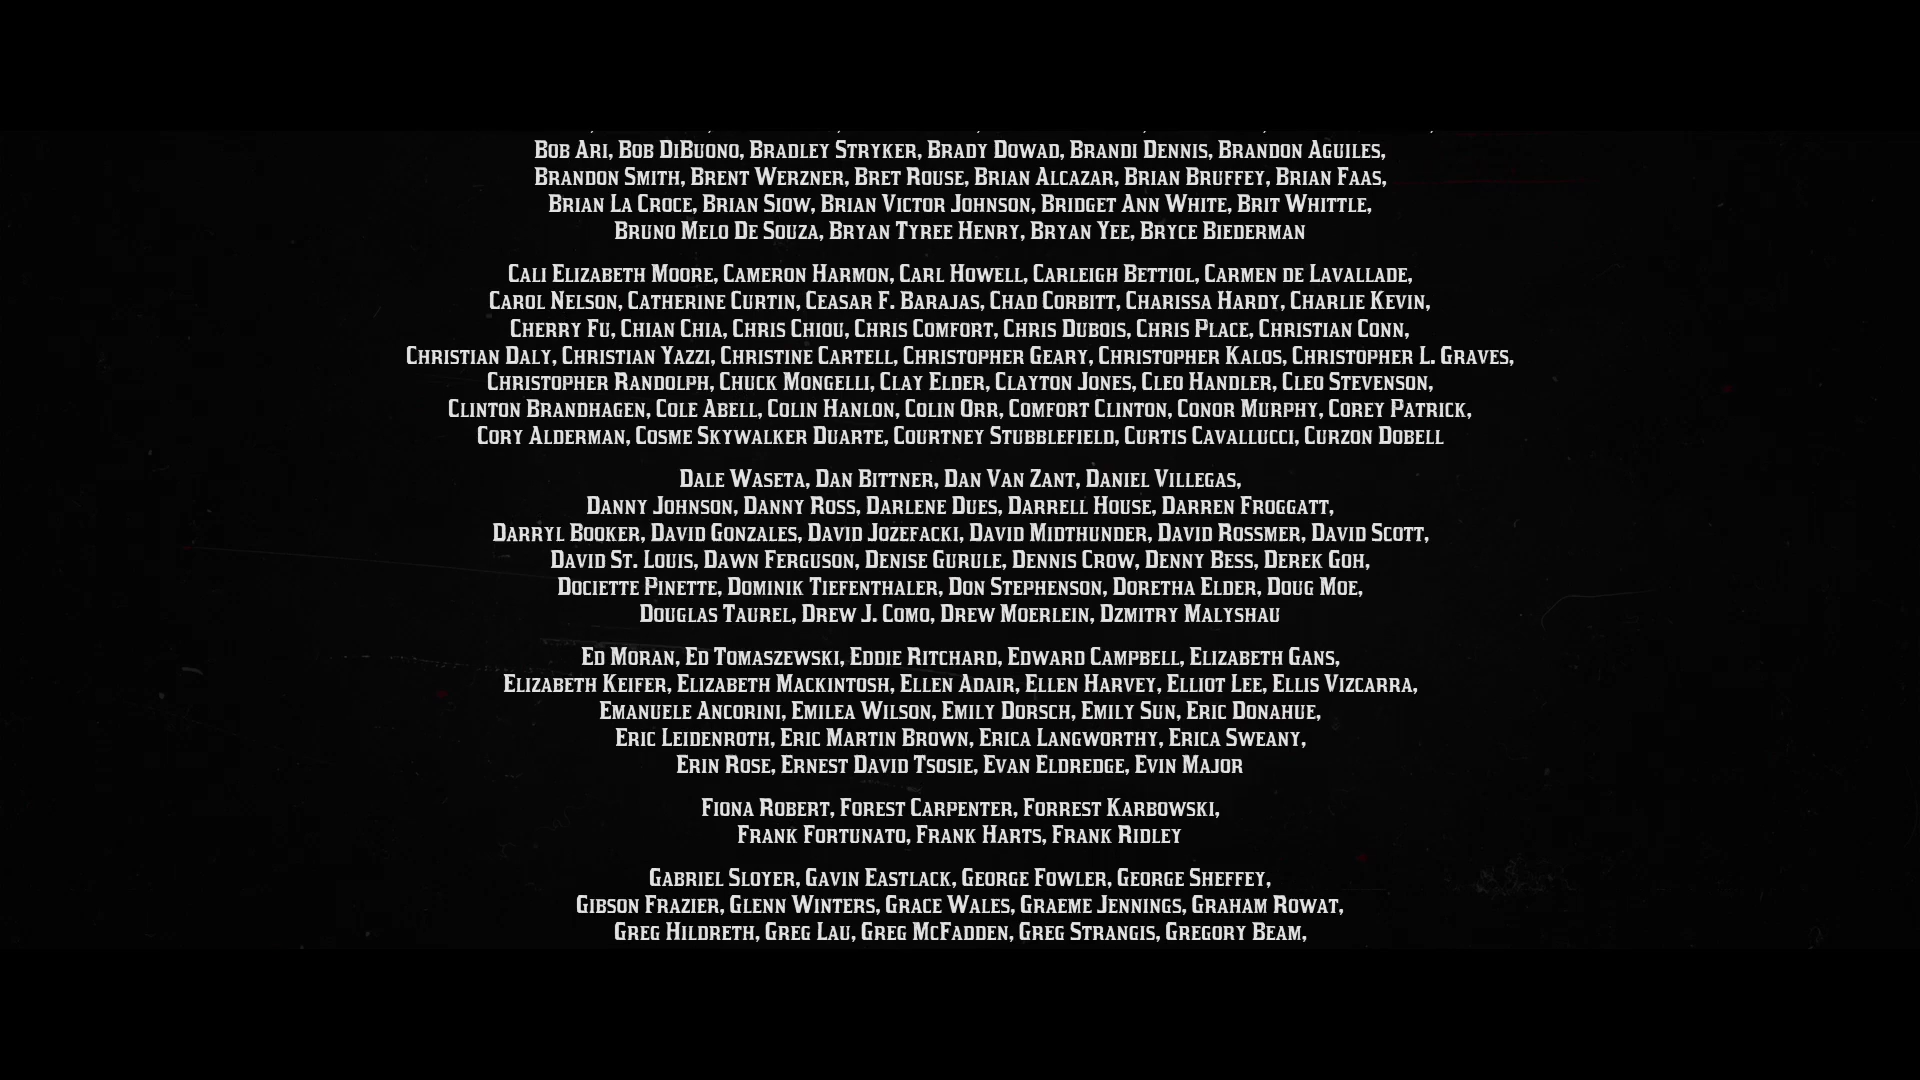 Bob Ari, Bob DiBuono, Bradley Stryker, Brady Dowad, Brandi Dennis, Brandon Aguiles,
Brandon Smith, Brent Werzner, Bret Rouse, Brian Alcazar, Brian Bruffey, Brian Faas,
Brian La Croce, Brian Siow, Brian Victor Johnson, Bridget Ann White, Brit Whittle,
Bruno Melo De Souza, Bryan Tyree Henry, Bryan Yee, Bryce Biederman
Cali Elizabeth Moore, Cameron Harmon, Carl Howell, Carleigh Bettiol, Carmen de Lavallade,
Carol Nelson, Catherine Curtin, Ceasar F. Barajas, Chad Corbitt, Charissa Hardy, Charlie Kevin,
Cherry Fu, Chian Chia, Chris Chiou, Chris Comfort, Chris Dubois, Chris Place, Christian Conn,
Christian Daly, Christian Yazzi, Christine Cartell, Christopher Geary, Christopher Kalos, Christopher L. Graves,
Christopher Randolph, Chuck Mongelli, Clay Elder, Clayton Jones, Cleo Handler, Cleo Stevenson,
Clinton Brandhagen, Cole Abell, Colin Hanlon, Colin Orr, Comfort Clinton, Conor Murphy, Corey Patrick,
Cory Alderman, Cosme Skywalker Duarte, Courtney Stubblefield, Curtis Cavallucci, Curzon Dobell
Dale Waseta, Dan Bittner, Dan Van Zant, Daniel Villegas,
Danny Johnson, Danny Ross, Darlene Dues, Darrell House, Darren Froggatt,
Darryl Booker, David Gonzales, David Jozefacki, David Midthunder, David Rossmer, David Scott,
David St. Louis, Dawn Ferguson, Denise Gurule, Dennis Crow, Denny Bess, Derek Goh,
Dociette Pinette, Dominik Tiefenthaler, Don Stephenson, Doretha Elder, Doug Moe,
Douglas Taurel, Drew J. Como, Drew Moerlein, Dzmitry Malyshau
Ed Moran, Ed Tomaszewski, Eddie Ritchard, Edward Campbell, Elizabeth Gans,
Elizabeth Keifer, Elizabeth Mackintosh, Ellen Adair, Ellen Harvey, Elliot Lee, Ellis Vizcarra,
Emanuele Ancorini, Emilea Wilson, Emily Dorsch, Emily Sun, Eric Donahue,
Eric Leidenroth, Eric Martin Brown, Erica Langworthy, Erica Sweany,
Erin Rose, Ernest David Tsosie, Evan Eldredge, Evin Major
Fiona Robert, Forest Carpenter, Forrest Karbowski,
Frank Fortunato, Frank Harts, Frank Ridley
Gabriel Sloyer, Gavin Eastlack, George Fowler, George Sheffey,
Gibson Frazier, Glenn Winters, Grace Wales, Graeme Jennings, Graham Rowat,
Greg Hildreth, Greg Lau, Greg McFadden, Greg Strangis, Gregory Beam,